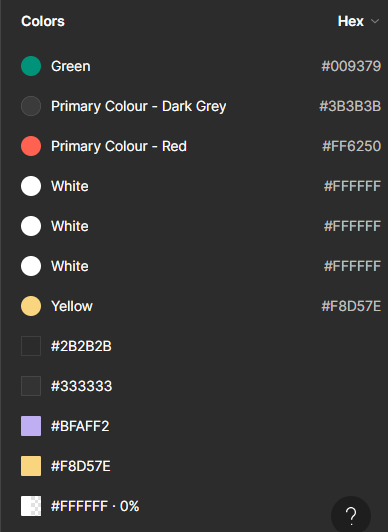 Colors Hex
Green #009379
Primary Colour - Dark Grey #3B3B3B
Primary Colour - Red #FF6250
White #FFFFFF
White #FFFFFF
White #FFFFFF
Yellow #F8D57E
#2B2B2B
#333333
#BFAFF2
#F8D57E
#FFFFFF · 0%
?